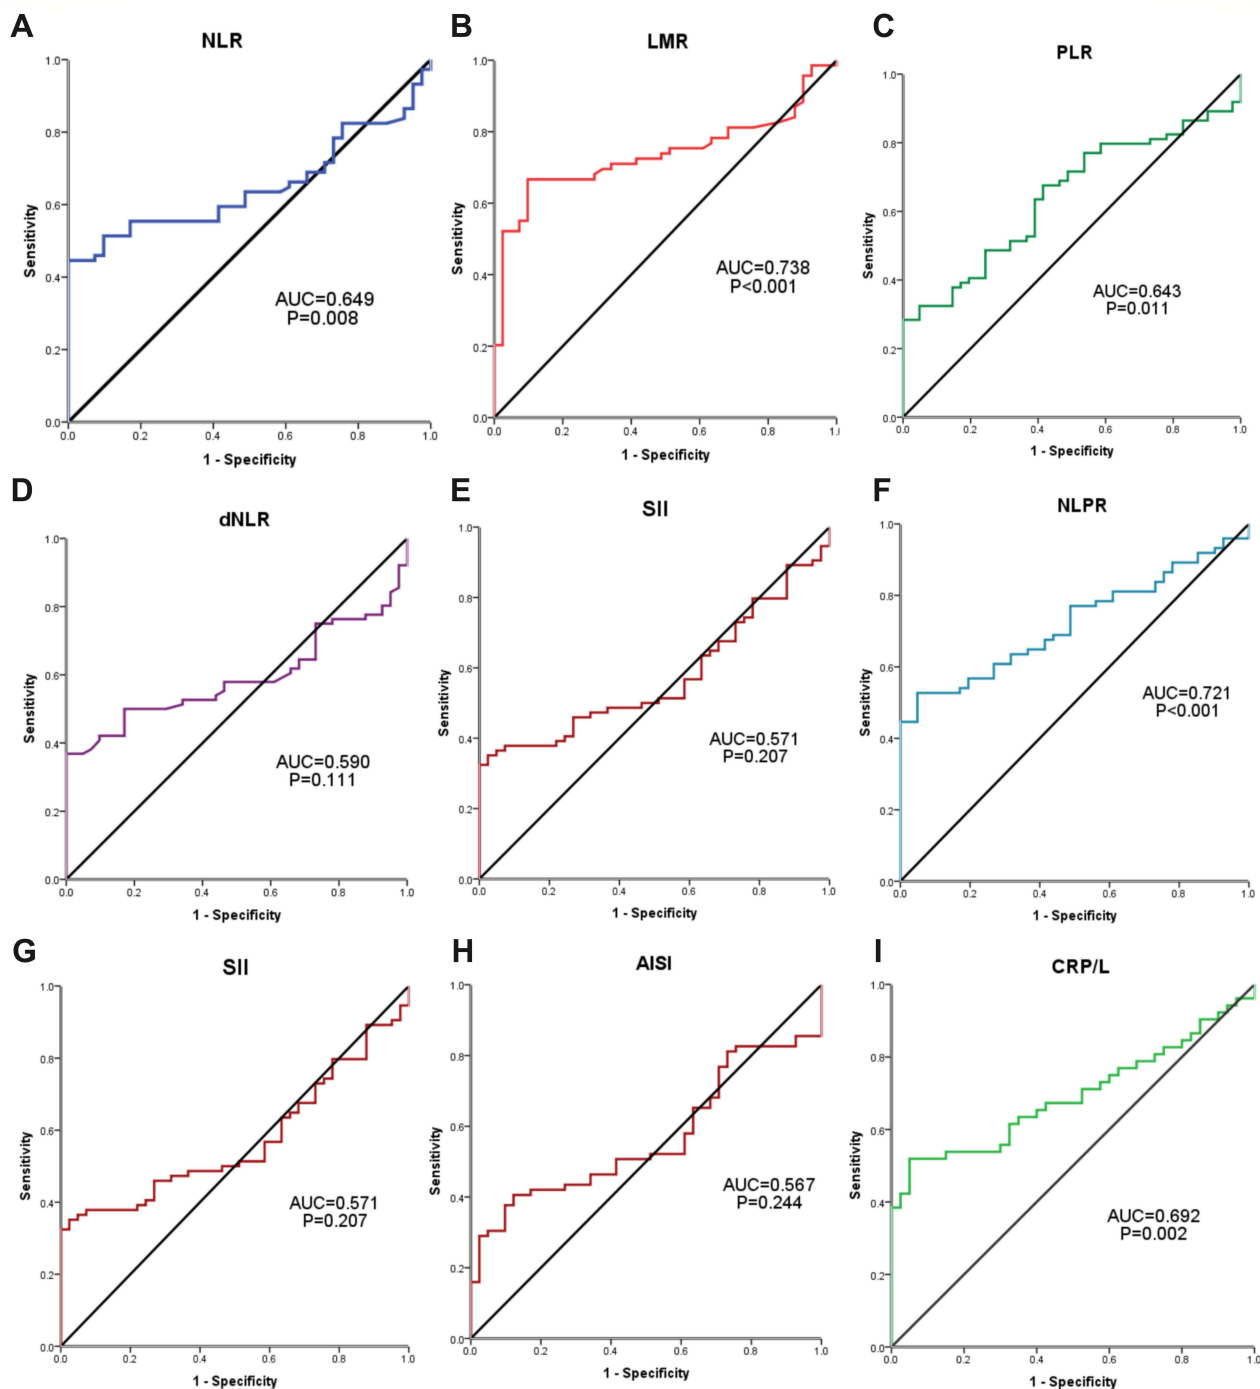 A
NLR
1.0
0.8
0.6
0.4
0.2
0.0
Sensitivity
AUC=0.649
P=0.008
0.0 0.2 0.4 0.6 0.8 1.0
1 - Specificity
B
LMR
1.0
0.8
0.6
0.4
0.2
0.0
Sensitivity
AUC=0.738
P<0.001
0.0 0.2 0.4 0.6 0.8 1.0
1 - Specificity
C
PLR
1.0
0.8
0.6
0.4
0.2
0.0
Sensitivity
AUC=0.643
P=0.011
0.0 0.2 0.4 0.6 0.8 1.0
1 - Specificity
D
dNLR
1.0
0.8
0.6
0.4
0.2
0.0
Sensitivity
AUC=0.590
P=0.111
0.0 0.2 0.4 0.6 0.8 1.0
1 - Specificity
E
SII
1.0
0.8
0.6
0.4
0.2
0.0
Sensitivity
AUC=0.571
P=0.207
0.0 0.2 0.4 0.6 0.8 1.0
1 - Specificity
F
NLPR
1.0
0.8
0.6
0.4
0.2
0.0
Sensitivity
AUC=0.721
P<0.001
0.0 0.2 0.4 0.6 0.8 1.0
1 - Specificity
G
SII
1.0
0.8
0.6
0.4
0.2
0.0
Sensitivity
AUC=0.571
P=0.207
0.0 0.2 0.4 0.6 0.8 1.0
1 - Specificity
H
AISI
1.0
0.8
0.6
0.4
0.2
0.0
Sensitivity
AUC=0.567
P=0.244
0.0 0.2 0.4 0.6 0.8 1.0
1 - Specificity
I
CRP/L
1.0
0.8
0.6
0.4
0.2
0.0
Sensitivity
AUC=0.692
P=0.002
0.0 0.2 0.4 0.6 0.8 1.0
1 - Specificity